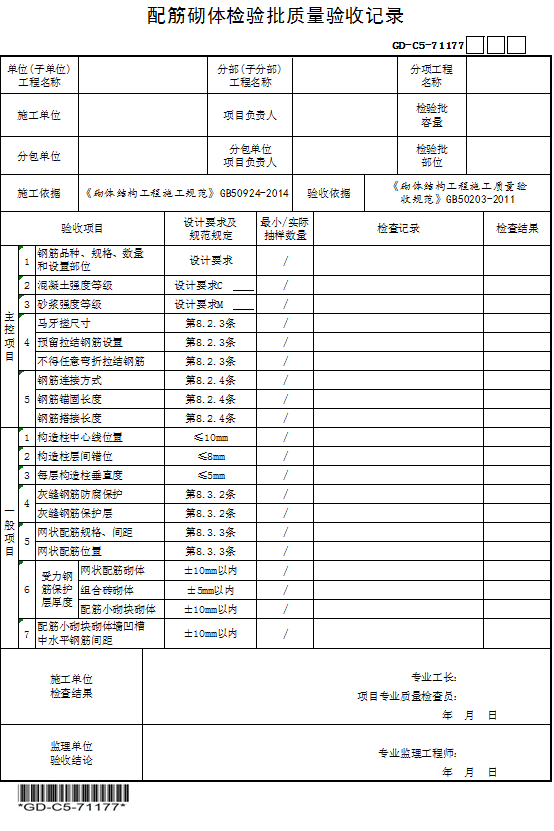 配筋砌体检验批质量验收记录
GD-C5-71177
单位(子单位)
工程名称
分部(子分部)
工程名称
分项工程
名称
施工单位
项目负责人
检验批
容量
分包单位
分包单位
项目负责人
检验批
部位
施工依据
《砌体结构工程施工规范》GB50924-2014
验收依据
《砌体结构工程施工质量验
收规范》GB50203-2011
验收项目
设计要求及
规范规定
最小/实际
抽样数量
检查记录
检查结果
主控项目
1
钢筋品种、规格、数量
和设置部位
设计要求
/
2 混凝土强度等级 设计要求C ___ /
3 砂浆强度等级 设计要求M ___ /
4
马牙搓尺寸 第8.2.3条 /
预留拉结钢筋设置 第8.2.3条 /
不得任意弯折拉结钢筋 第8.2.3条 /
5
钢筋连接方式 第8.2.4条 /
钢筋锚固长度 第8.2.4条 /
钢筋搭接长度 第8.2.4条 /
一般项目
1 构造柱中心线位置 ≤10mm /
2 构造柱层间错位 ≤8mm /
3 每层构造柱垂直度 ≤5mm /
4
灰缝钢筋防腐保护 第8.3.2条 /
灰缝钢筋保护层 第8.3.2条 /
5
网状配筋规格、间距 第8.3.3条 /
网状配筋位置 第8.3.3条 /
6
受力钢
筋保护
层厚度
网状配筋砌体 ±10mm以内 /
组合砖砌体 ±5mm以内 /
配筋小砌块砌体 ±10mm以内 /
7
配筋小砌块砌体墙凹槽
中水平钢筋间距
±10mm以内 /
施工单位
检查结果
专业工长：
项目专业质量检查员：
年 月 日
监理单位
验收结论
专业监理工程师：
年 月 日
*GD-C5-71177*